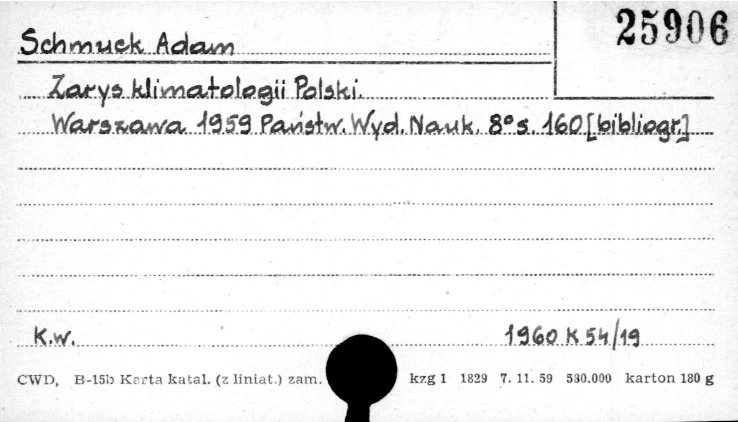 25906
Schmuck Adam
Zarys klimatologii Polski.
Warszawa 1959 Państw. Wyd. Nauk. 8° s. 160 [bibliogr.]
K.w. 1960 K 54/19
CWD, B-15b Karta katal. (z liniat.) zam. kzg 1 1829 7. 11. 59 530.000 karton 180 g